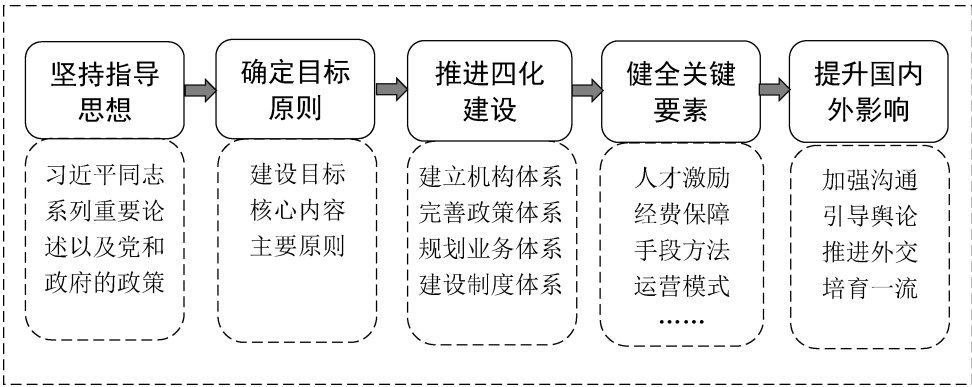 坚持指导
思想
习近平同志
系列重要论
述以及党和
政府的政策
确定目标
原则
建设目标
核心内容
主要原则
推进四化
建设
建立机构体系
完善政策体系
规划业务体系
建设制度体系
健全关键
要素
人才激励
经费保障
手段方法
运营模式
……
提升国内
外影响
加强沟通
引导舆论
推进外交
培育一流